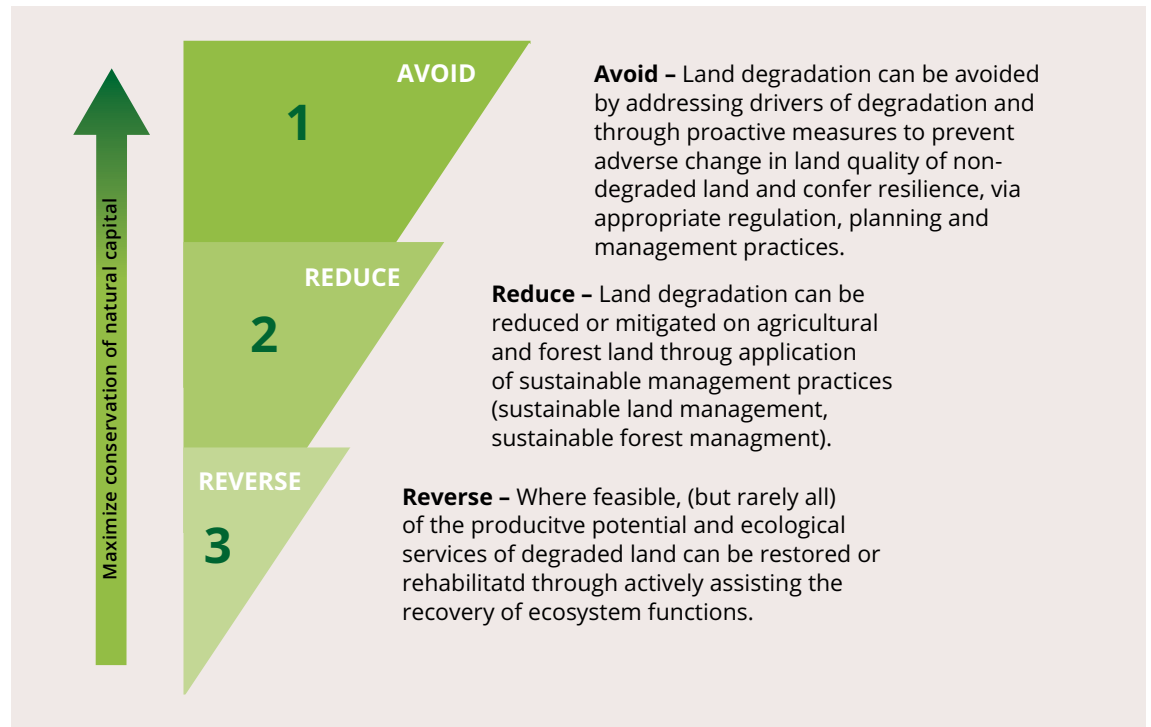 Maximize conservation of natural capital
AVOID
1
Avoid – Land degradation can be avoided
by addressing drivers of degradation and
through proactive measures to prevent
adverse change in land quality of non-
degraded land and confer resilience, via
appropriate regulation, planning and
management practices.
REDUCE
2
Reduce – Land degradation can be
reduced or mitigated on agricultural
and forest land throug application
of sustainable management practices
(sustainable land management,
sustainable forest managment).
REVERSE
3
Reverse – Where feasible, (but rarely all)
of the producitve potential and ecological
services of degraded land can be restored or
rehabilitatd through actively assisting the
recovery of ecosystem functions.